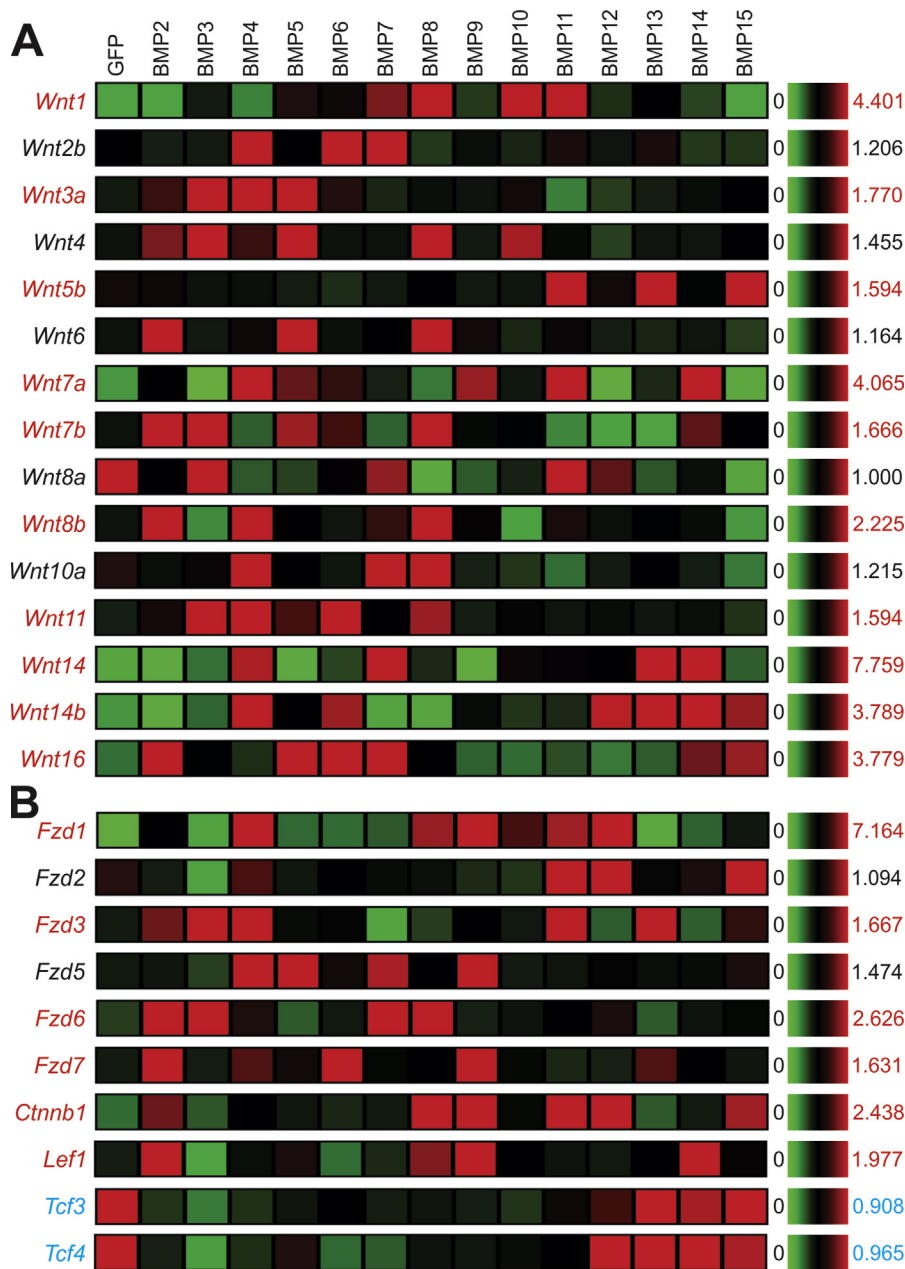 A
GFP BMP2 BMP3 BMP4 BMP5 BMP6 BMP7 BMP8 BMP9 BMP10 BMP11 BMP12 BMP13 BMP14 BMP15
Wnt1 0 4.401
Wnt2b 0 1.206
Wnt3a 0 1.770
Wnt4 0 1.455
Wnt5b 0 1.594
Wnt6 0 1.164
Wnt7a 0 4.065
Wnt7b 0 1.666
Wnt8a 0 1.000
Wnt8b 0 2.225
Wnt10a 0 1.215
Wnt11 0 1.594
Wnt14 0 7.759
Wnt14b 0 3.789
Wnt16 0 3.779
B
Fzd1 0 7.164
Fzd2 0 1.094
Fzd3 0 1.667
Fzd5 0 1.474
Fzd6 0 2.626
Fzd7 0 1.631
Ctnnb1 0 2.438
Lef1 0 1.977
Tcf3 0 0.908
Tcf4 0 0.965